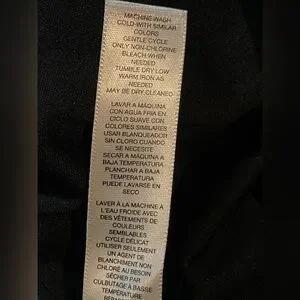 MACHINE WASH
COLD-WITH SIMILAR
COLORS
GENTLE CYCLE
ONLY NON-CHLORINE
BLEACH WHEN
NEEDED
TUMBLE DRY LOW
WARM IRON AS
NEEDED
MAY BE DRY CLEANED
LAVAR A MAQUINA
CON AGUA FRIA EN
CICLO SUAVE CON
COLORES SIMILARES
USAR BLANQUEADOR
SIN CLORO CUANDO
SE NECESITE
SECAR A MAQUINA A
BAJA TEMPERATURA
PLANCHAR A BAJA
TEMPERATURA
PUEDE LAVARSE EN
SECO
LAVER À LA MACHINE À
L'EAU FROIDE AVEC
DES VÊTEMENTS DE
COULEURS
SEMBLABLES
CYCLE DÉLICAT
UTILISER SEULEMENT
UN AGENT DE
BLANCHIMENT NON
CHLORÉ AU BESOIN
SÉCHER PAR
CULBUTAGE À BASSE
TEMPÉRATURE